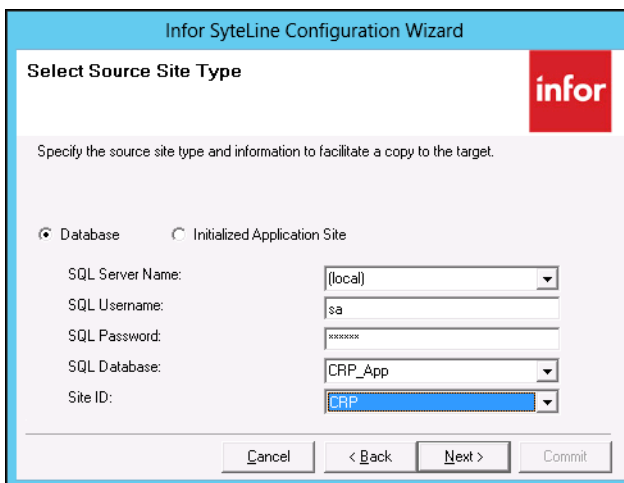 Infor SyteLine Configuration Wizard
Select Source Site Type
infor
Specify the source site type and information to facilitate a copy to the target.
Database Initialized Application Site
SQL Server Name: (local)
SQL Username: sa
SQL Password: ××××××
SQL Database: CRP_App
Site ID: CRP
Cancel < Back Next > Commit